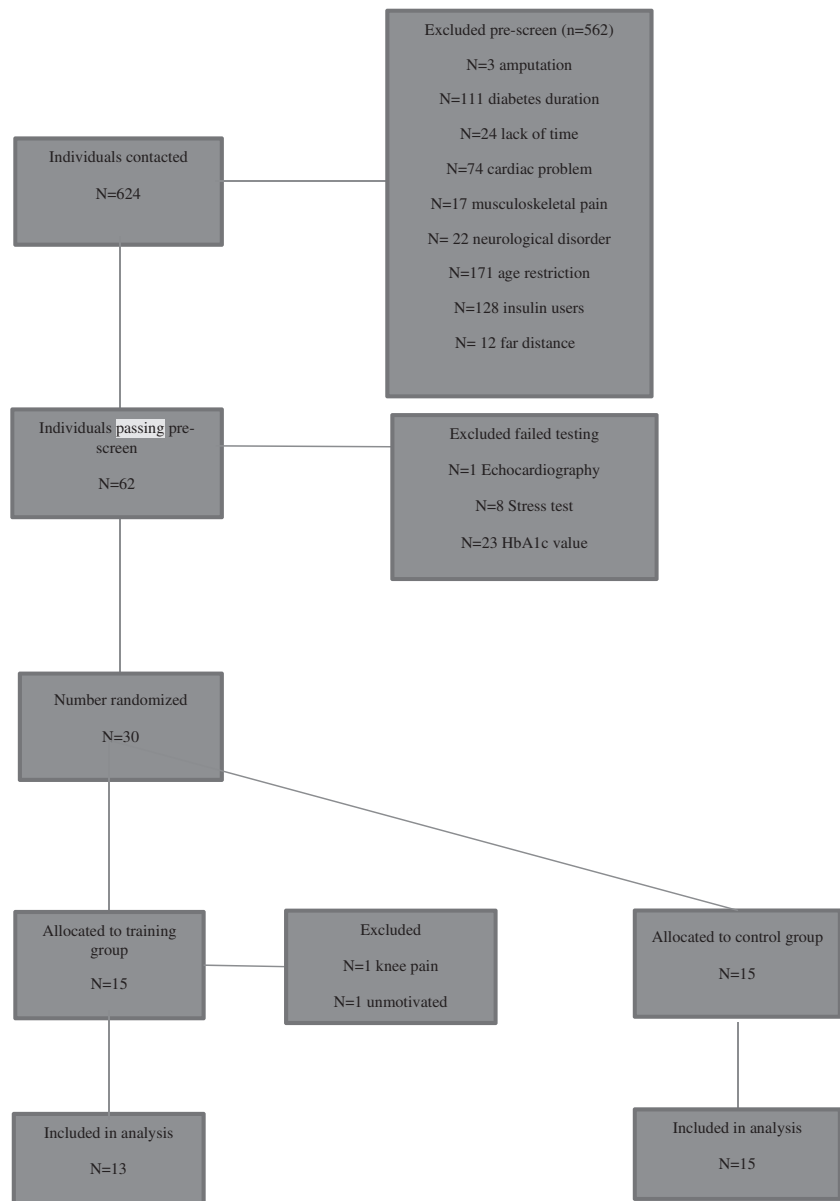 Excluded pre-screen (n=562)
N=3 amputation
N=111 diabetes duration
N=24 lack of time
N=74 cardiac problem
N=17 musculoskeletal pain
N= 22 neurological disorder
N=171 age restriction
N=128 insulin users
N= 12 far distance
Individuals contacted
N=624
Individuals passing pre-
screen
N=62
Excluded failed testing
N=1 Echocardiography
N=8 Stress test
N=23 HbA1c value
Number randomized
N=30
Allocated to training
group
N=15
Excluded
N=1 knee pain
N=1 unmotivated
Allocated to control group
N=15
Included in analysis
N=13
Included in analysis
N=15